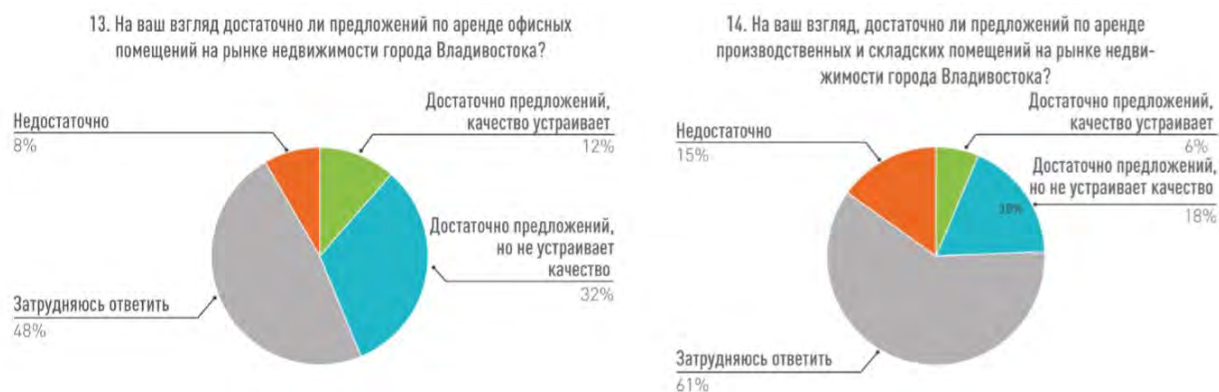 13. На ваш взгляд достаточно ли предложений по аренде офисных
помещений на рынке недвижимости города Владивостока?
Недостаточно
8%
Достаточно предложений,
качество устраивает
12%
Достаточно предложений,
но не устраивает
качество
32%
Затрудняюсь ответить
48%
14. На ваш взгляд, достаточно ли предложений по аренде
производственных и складских помещений на рынке недви-
жимости города Владивостока?
Недостаточно
15%
Достаточно предложений,
качество устраивает
6%
Достаточно предложений,
но не устраивает качество
18%
Затрудняюсь ответить
61%